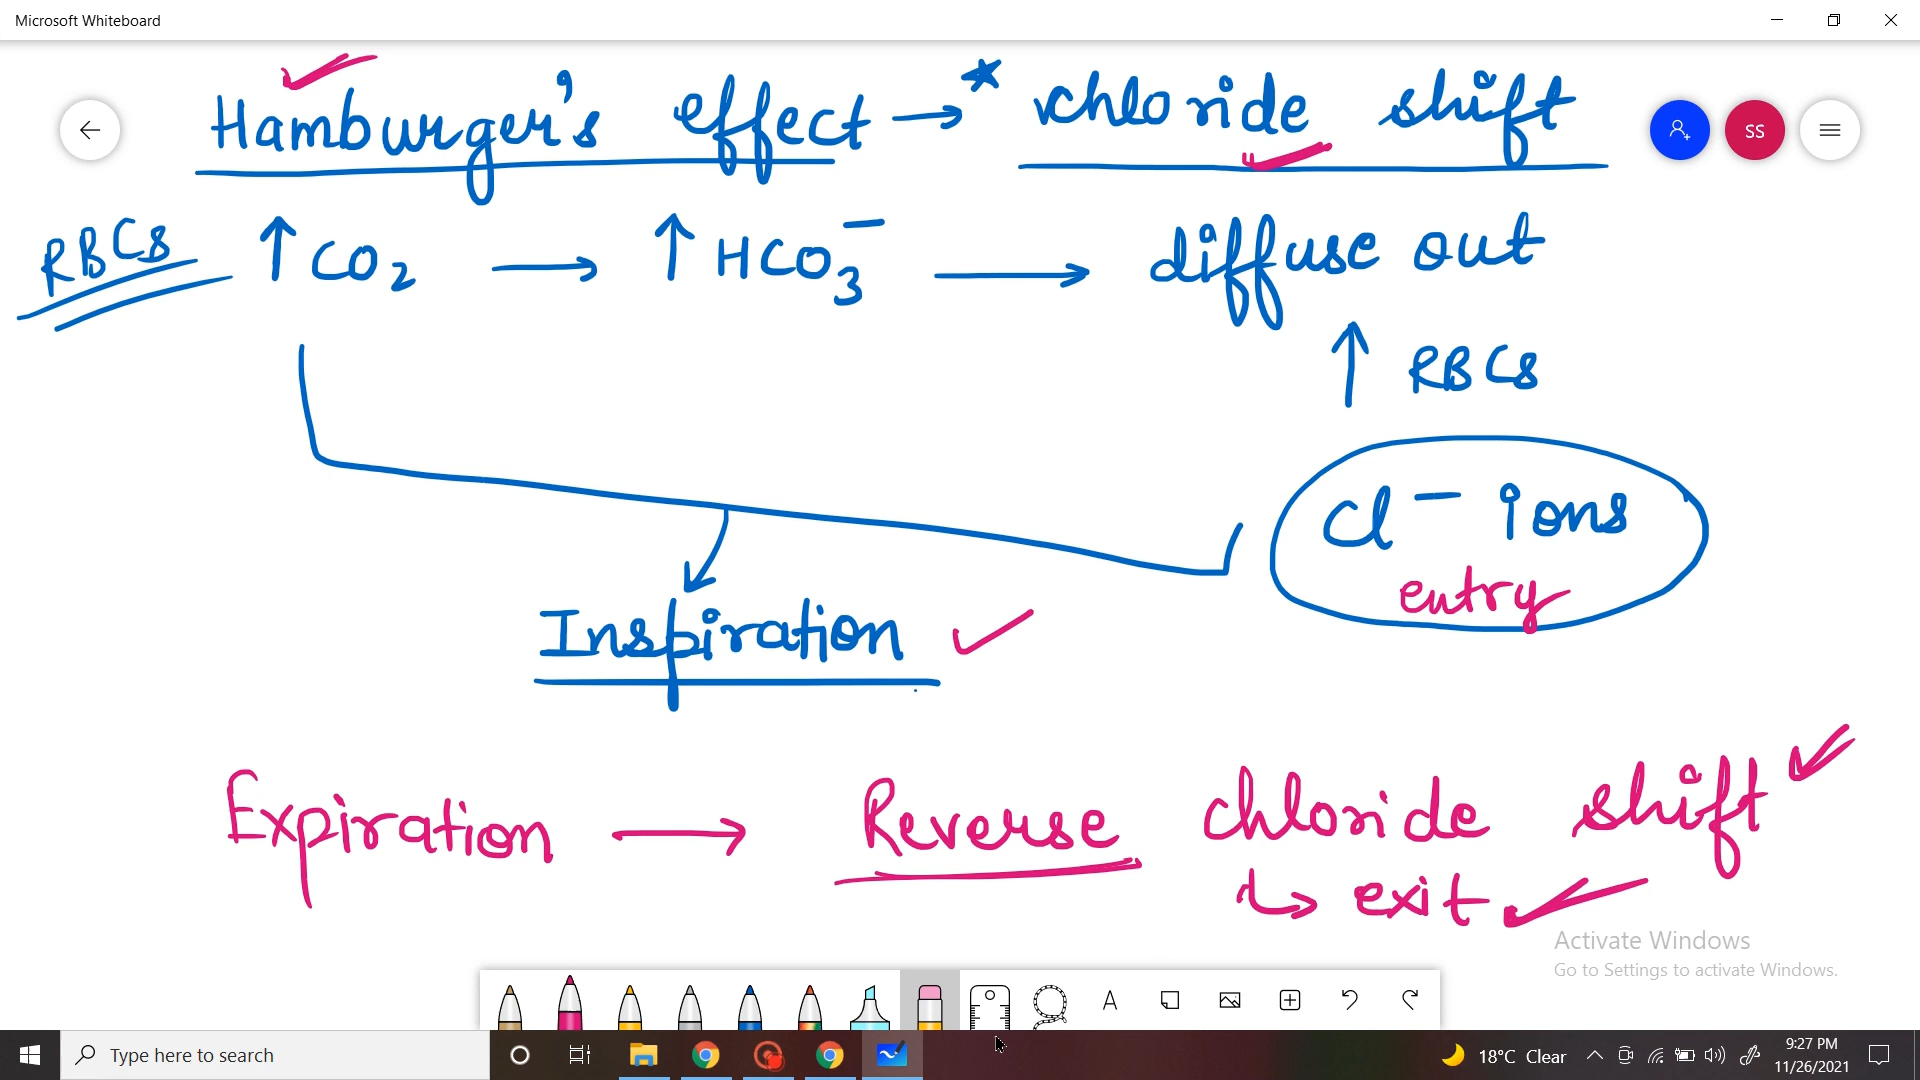 Microsoft Whiteboard
Hamburger's effect → * chloride shift
SS
RBCs ↑ CO₂ → ↑ HCO₃⁻ → diffuse out
↑ RBCs
Cl⁻ ions
entry
Inspiration ✓
Expiration → Reverse chloride shift ✓
↳ exit ✓
Activate Windows
Go to Settings to activate Windows.
A
Type here to search
18°C Clear
9:27 PM
11/26/2021